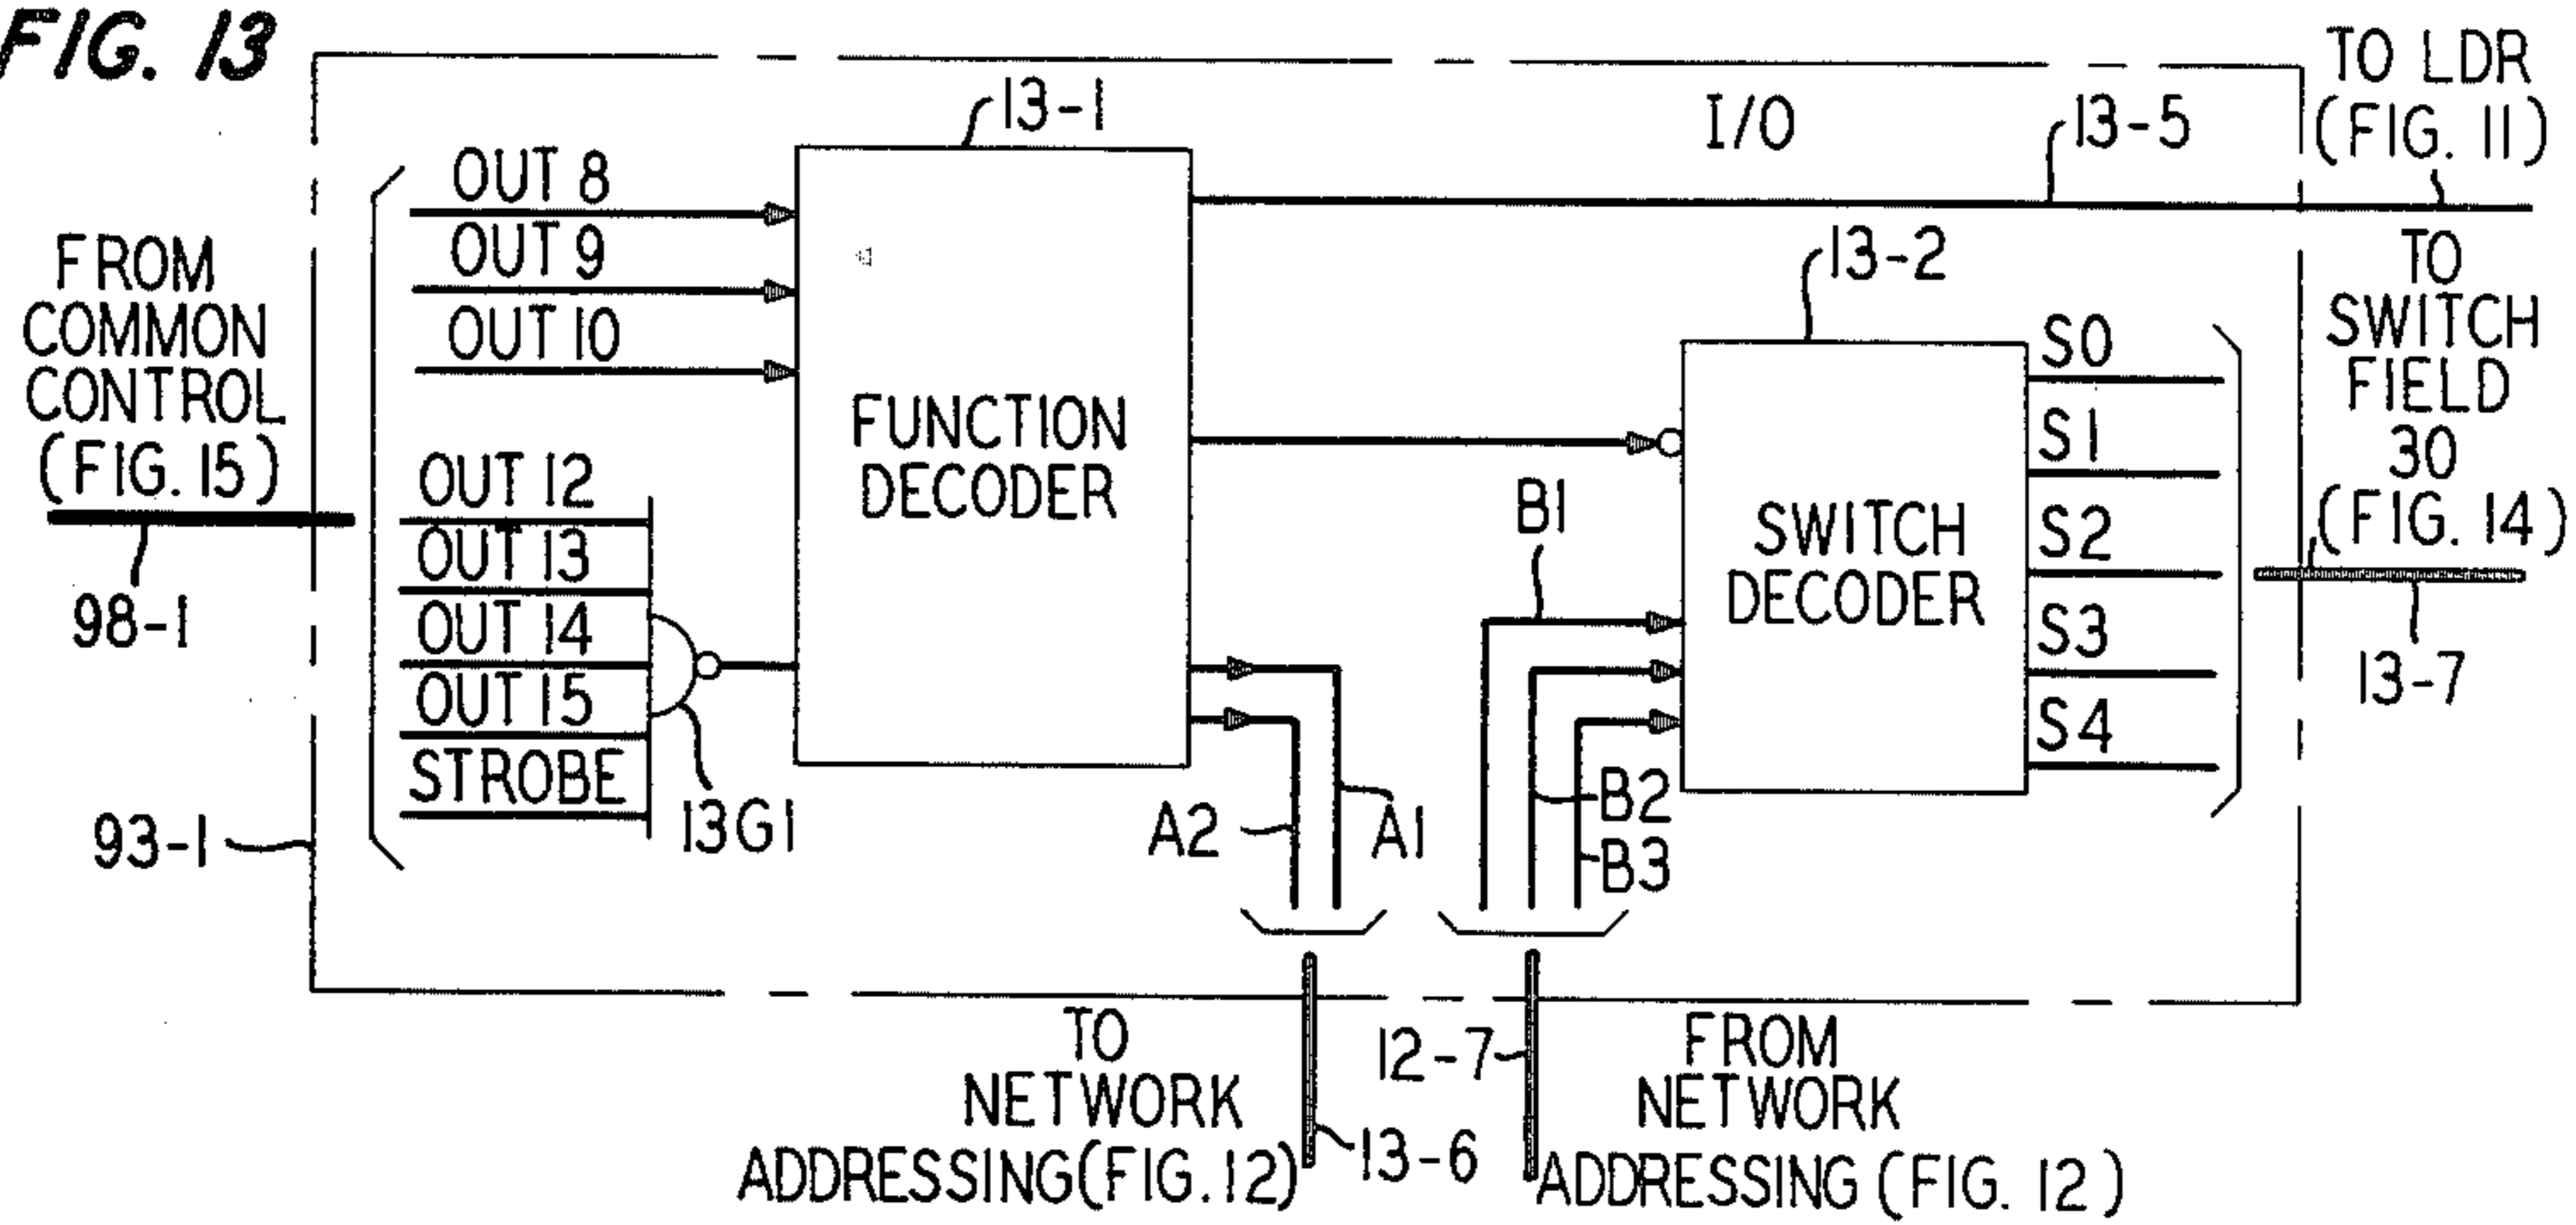 FIG. 13
FROM
COMMON
CONTROL
(FIG. 15)
98-1
93-1
OUT 8
OUT 9
OUT 10
OUT 12
OUT 13
OUT 14
OUT 15
STROBE
13G1
13-1
FUNCTION
DECODER
I/O
13-5
TO LDR
(FIG. 11)
13-2
SWITCH
DECODER
S0
S1
S2
S3
S4
TO
SWITCH
FIELD
30
(FIG. 14)
13-7
B1
B2
B3
A2
A1
TO
NETWORK
ADDRESSING (FIG. 12)
13-6
12-7
FROM
NETWORK
ADDRESSING (FIG. 12)